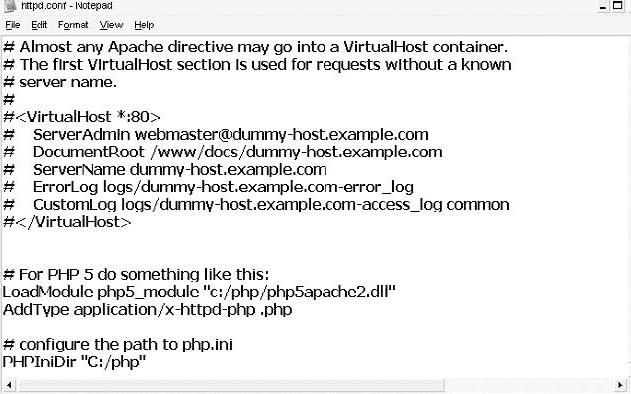 httpd.conf - Notepad
File Edit Format View Help
# Almost any Apache directive may go into a VirtualHost container.
# The first VirtualHost section is used for requests without a known
# server name.
#
#<VirtualHost *:80>
#    ServerAdmin webmaster@dummy-host.example.com
#    DocumentRoot /www/docs/dummy-host.example.com
#    ServerName dummy-host.example.com
#    ErrorLog logs/dummy-host.example.com-error_log
#    CustomLog logs/dummy-host.example.com-access_log common
#</VirtualHost>
# For PHP 5 do something like this:
LoadModule php5_module "c:/php/php5apache2.dll"
AddType application/x-httpd-php .php
# configure the path to php.ini
PHPIniDir "C:/php"